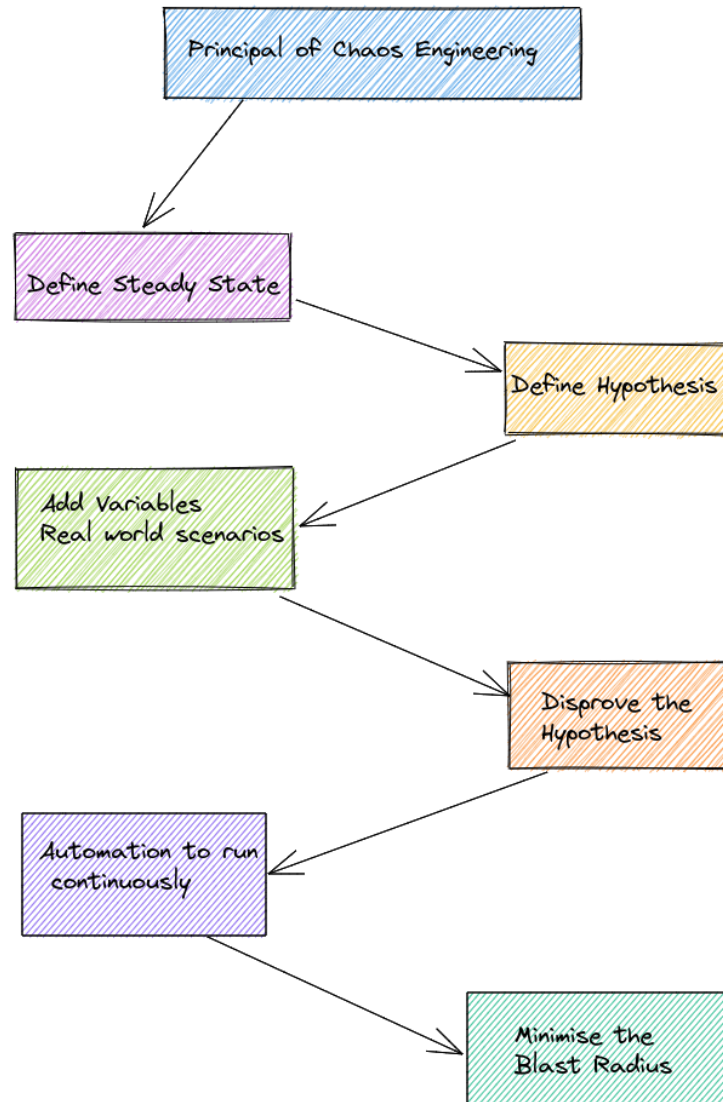 Principal of Chaos Engineering
Define Steady State
Define Hypothesis
Add Variables
Real world scenarios
Disprove the
Hypothesis
Automation to run
continuously
Minimise the
Blast Radius